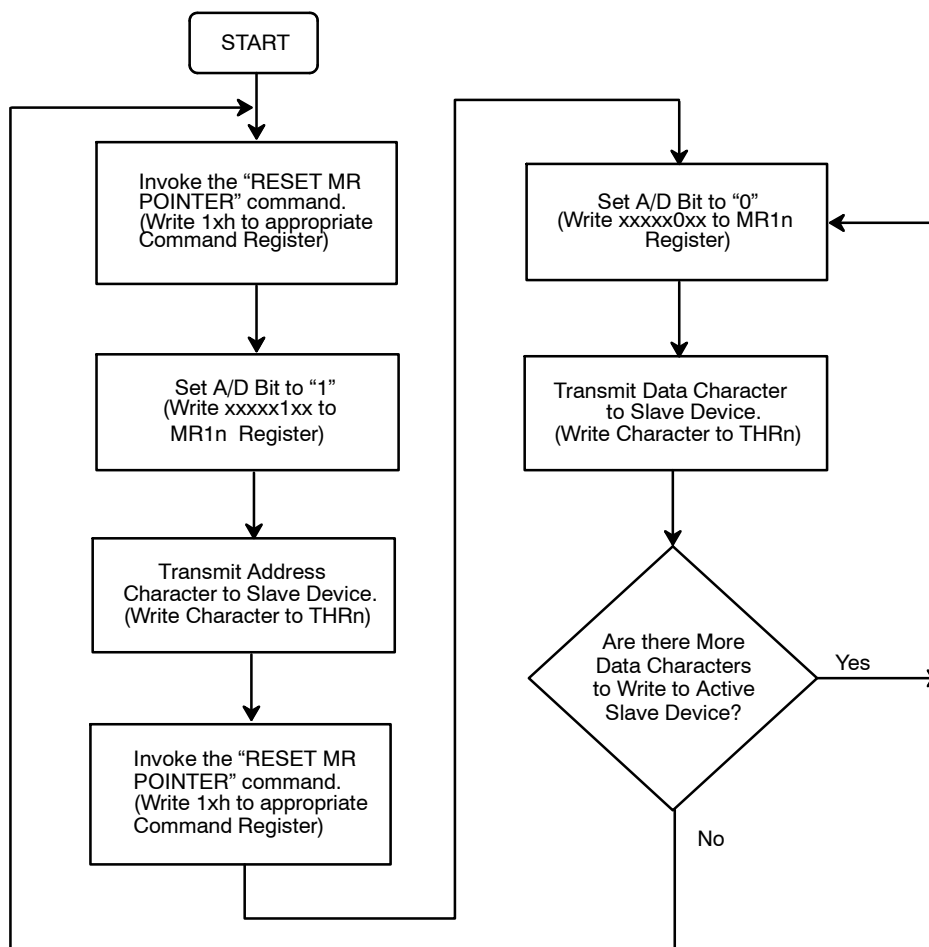 START
Invoke the “RESET MR
POINTER” command.
(Write 1xh to appropriate
Command Register)
Set A/D Bit to “1”
(Write xxxxx1xx to
MR1n Register)
Transmit Address
Character to Slave Device.
(Write Character to THRn)
Invoke the “RESET MR
POINTER” command.
(Write 1xh to appropriate
Command Register)
Set A/D Bit to “0”
(Write xxxxx0xx to MR1n
Register)
Transmit Data Character
to Slave Device.
(Write Character to THRn)
Are there More
Data Characters
to Write to Active
Slave Device?
Yes
No